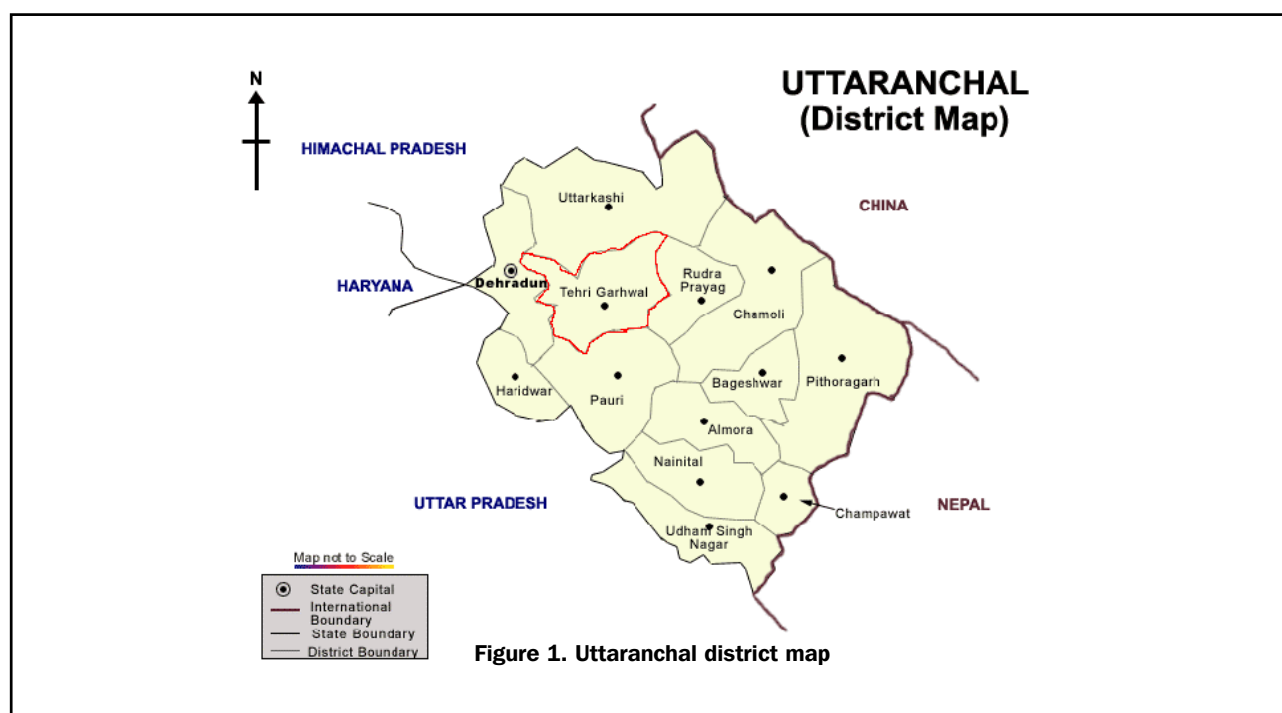 UTTARANCHAL
(District Map)
N
HIMACHAL PRADESH
CHINA
Uttarkashi
HARYANA
Dehradun
Tehri Garhwal
Rudra
Prayag
Chamoli
Haridwar
Pauri
Bageshwar
Pithoragarh
Almora
Nainital
UTTAR PRADESH
NEPAL
Champawat
Udham Singh
Nagar
Map not to Scale
State Capital
International
Boundary
State Boundary
District Boundary
Figure 1. Uttaranchal district map